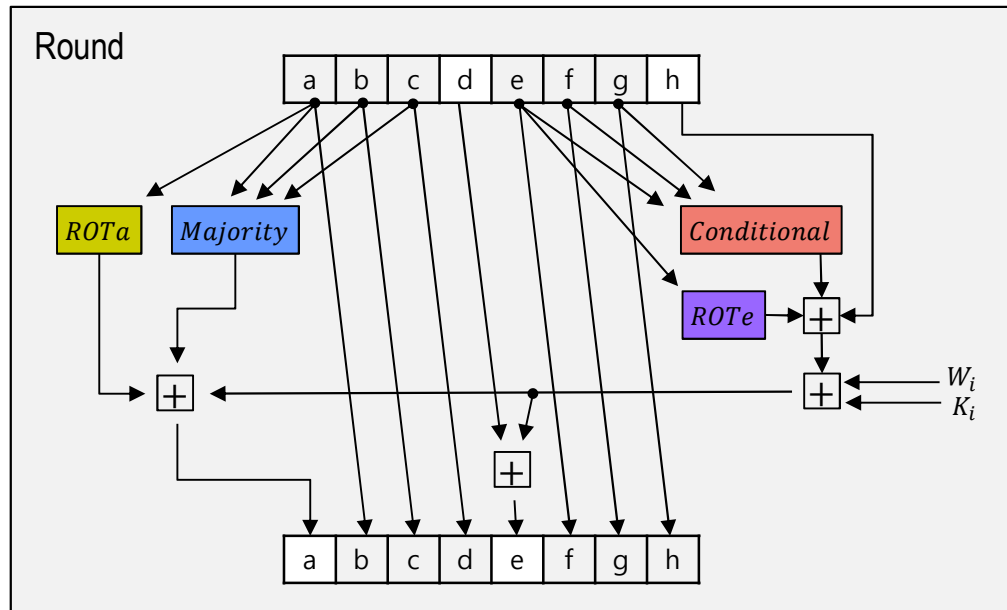 Round
a b c d e f g h
ROTa Majority Conditional
ROTe +
+ + W_i
K_i
+
a b c d e f g h